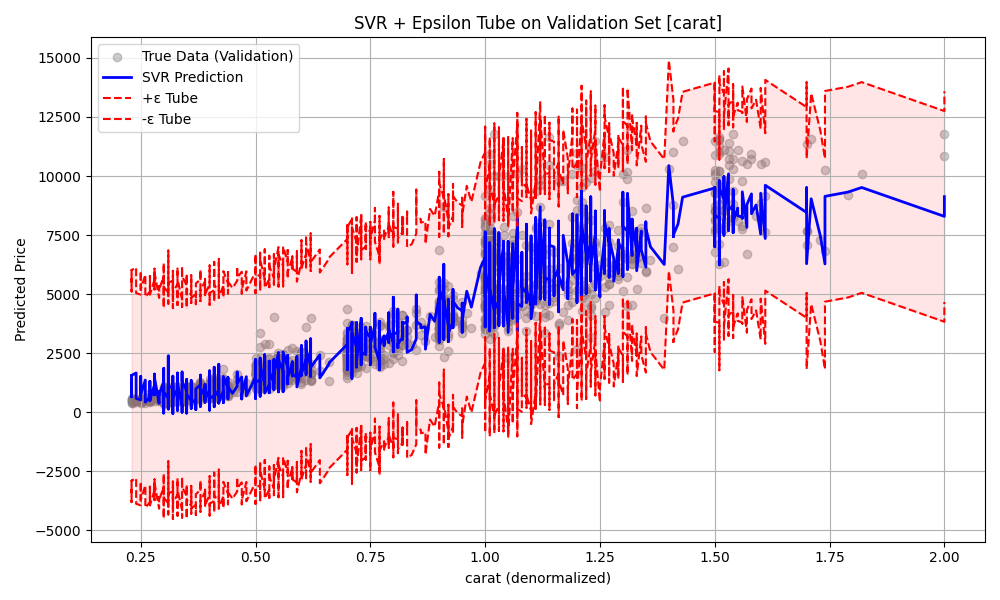 SVR + Epsilon Tube on Validation Set [carat]
True Data (Validation)
SVR Prediction
+ε Tube
-ε Tube
Predicted Price
15000
12500
10000
7500
5000
2500
0
−2500
−5000
0.25
0.50
0.75
1.00
1.25
1.50
1.75
2.00
carat (denormalized)